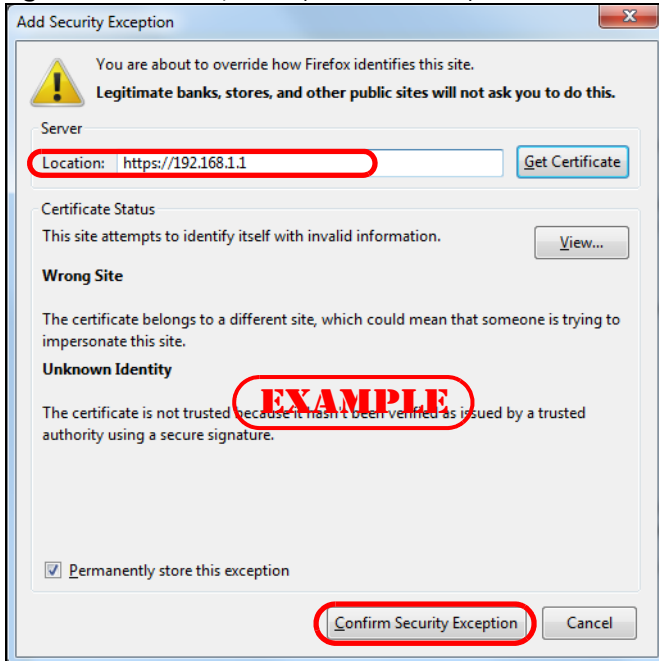 Add Security Exception
You are about to override how Firefox identifies this site.
Legitimate banks, stores, and other public sites will not ask you to do this.
Server
Location: https://192.168.1.1 Get Certificate
Certificate Status
This site attempts to identify itself with invalid information. View...
Wrong Site
The certificate belongs to a different site, which could mean that someone is trying to
impersonate this site.
Unknown Identity
EXAMPLE
The certificate is not trusted because it hasn't been verified as issued by a trusted
authority using a secure signature.
Permanently store this exception
Confirm Security Exception Cancel